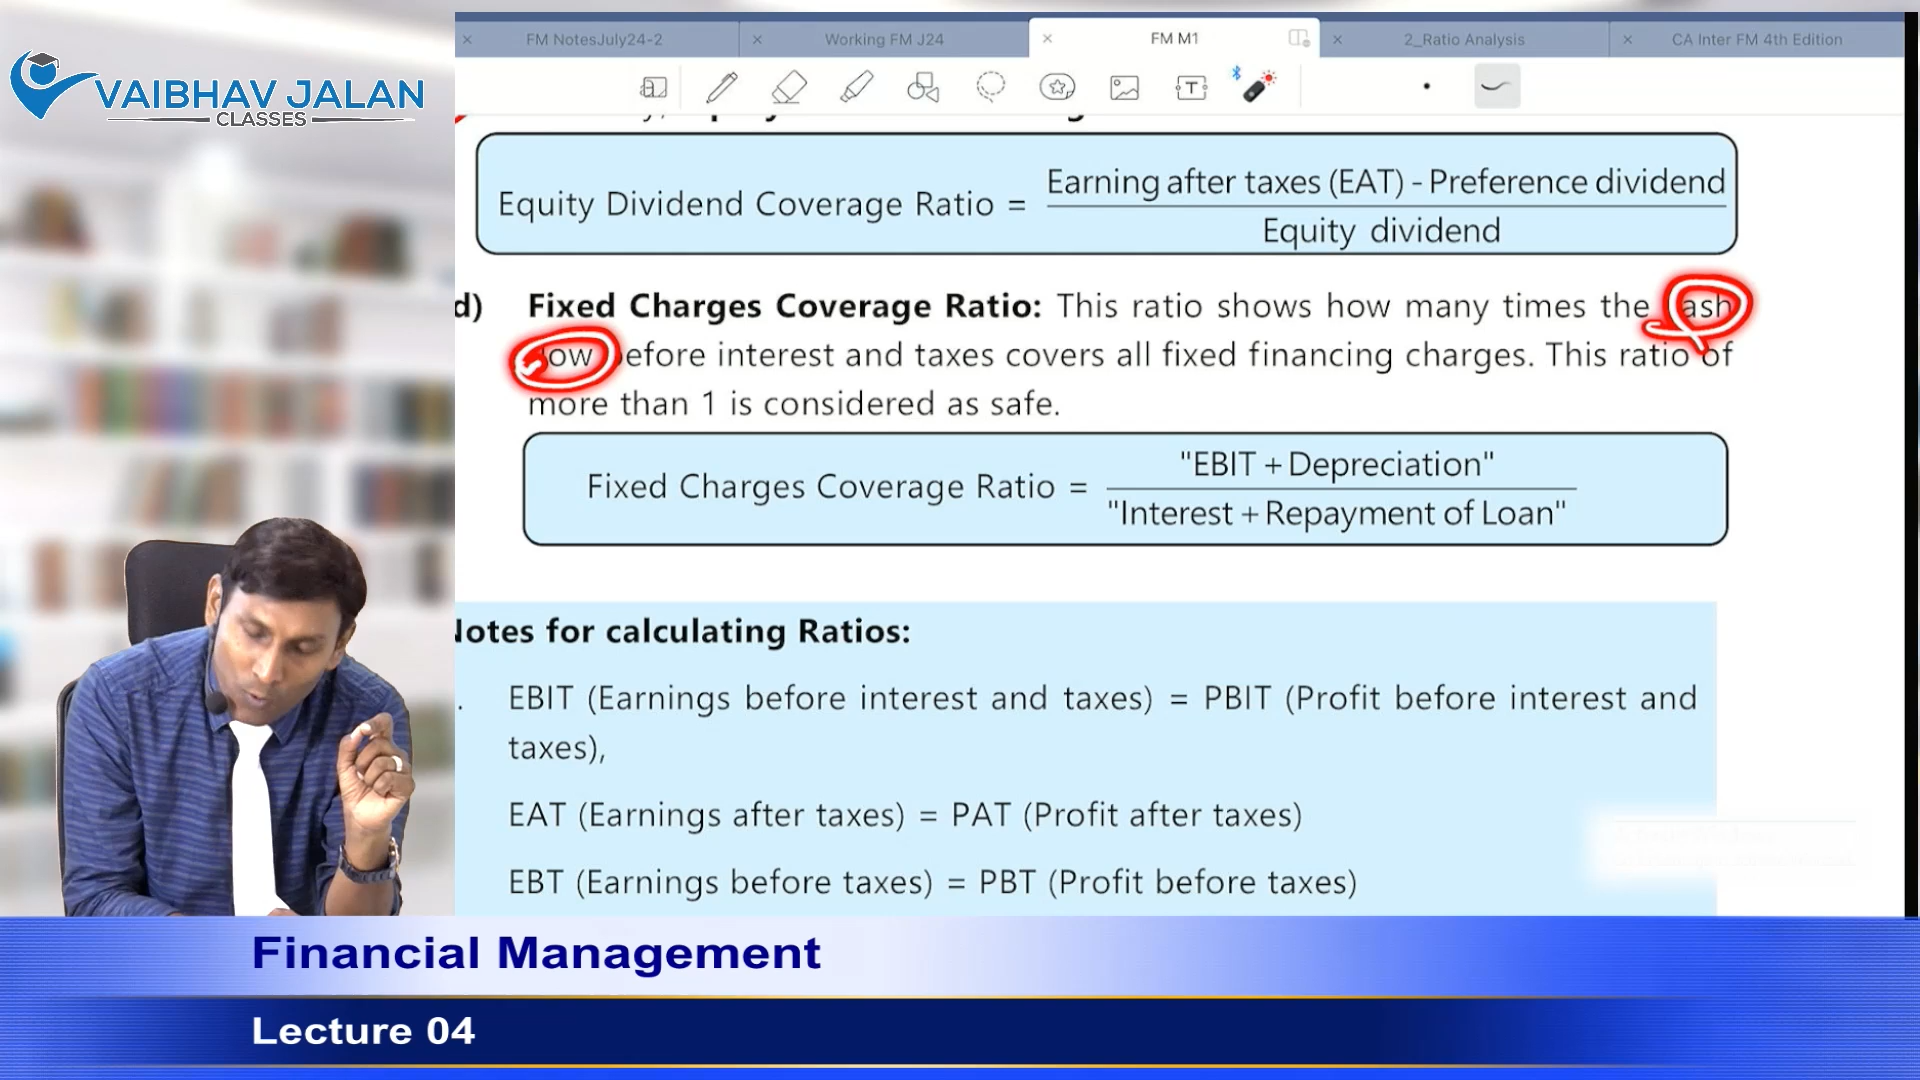 VAIBHAV JALAN
CLASSES
FM NotesJuly24-2
Working FM J24
FM M1
2_Ratio Analysis
CA Inter FM 4th Edition
Equity Dividend Coverage Ratio = Earning after taxes (EAT) - Preference dividend
Equity dividend
d) Fixed Charges Coverage Ratio: This ratio shows how many times the
before interest and taxes covers all fixed financing charges. This ratio of
more than 1 is considered as safe.
Fixed Charges Coverage Ratio = "EBIT + Depreciation"
"Interest + Repayment of Loan"
Notes for calculating Ratios:
. EBIT (Earnings before interest and taxes) = PBIT (Profit before interest and
taxes),
EAT (Earnings after taxes) = PAT (Profit after taxes)
EBT (Earnings before taxes) = PBT (Profit before taxes)
Financial Management
Lecture 04